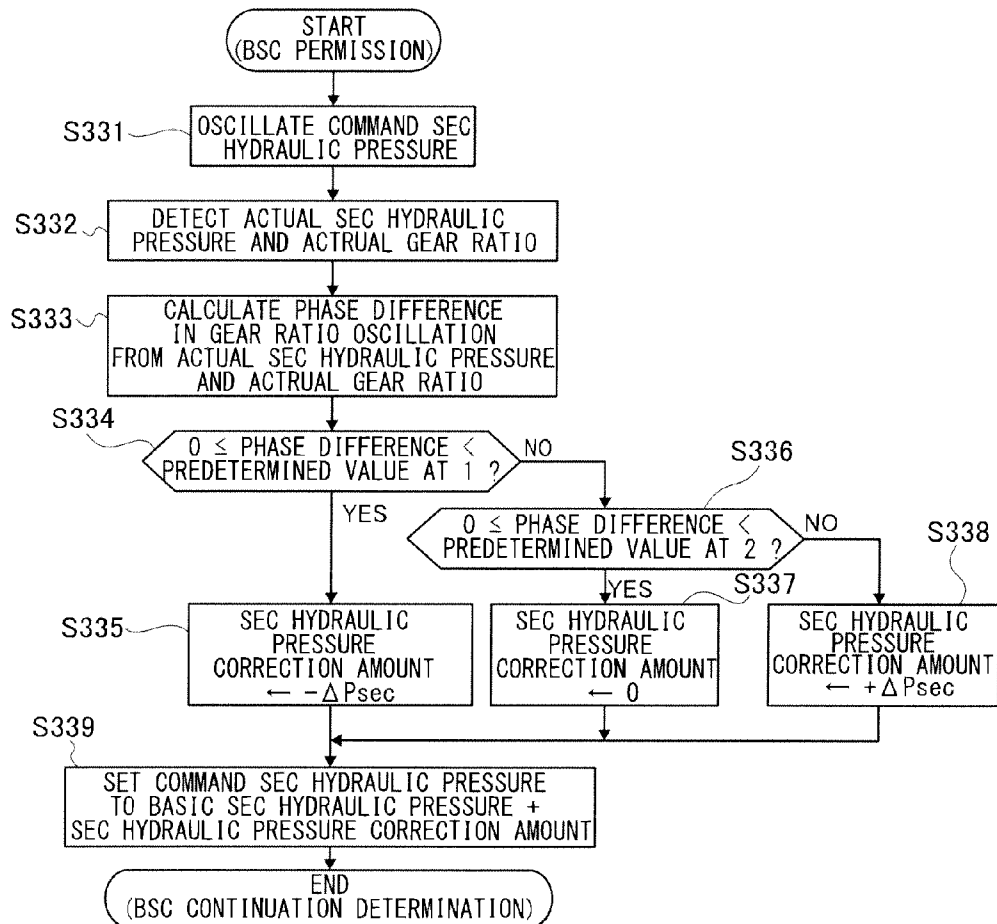 START
(BSC PERMISSION)
S331
OSCILLATE COMMAND SEC
HYDRAULIC PRESSURE
S332
DETECT ACTUAL SEC HYDRAULIC
PRESSURE AND ACTRUAL GEAR RATIO
S333
CALCULATE PHASE DIFFERENCE
IN GEAR RATIO OSCILLATION
FROM ACTUAL SEC HYDRAULIC PRESSURE
AND ACTRUAL GEAR RATIO
S334
0 ≤ PHASE DIFFERENCE <
PREDETERMINED VALUE AT 1 ?
NO
YES
S336
0 ≤ PHASE DIFFERENCE <
PREDETERMINED VALUE AT 2 ?
NO
YES
S335
SEC HYDRAULIC
PRESSURE
CORRECTION AMOUNT
← -ΔPsec
S337
SEC HYDRAULIC
PRESSURE
CORRECTION AMOUNT
← 0
S338
SEC HYDRAULIC
PRESSURE
CORRECTION AMOUNT
← +ΔPsec
S339
SET COMMAND SEC HYDRAULIC PRESSURE
TO BASIC SEC HYDRAULIC PRESSURE +
SEC HYDRAULIC PRESSURE CORRECTION AMOUNT
END
(BSC CONTINUATION DETERMINATION)